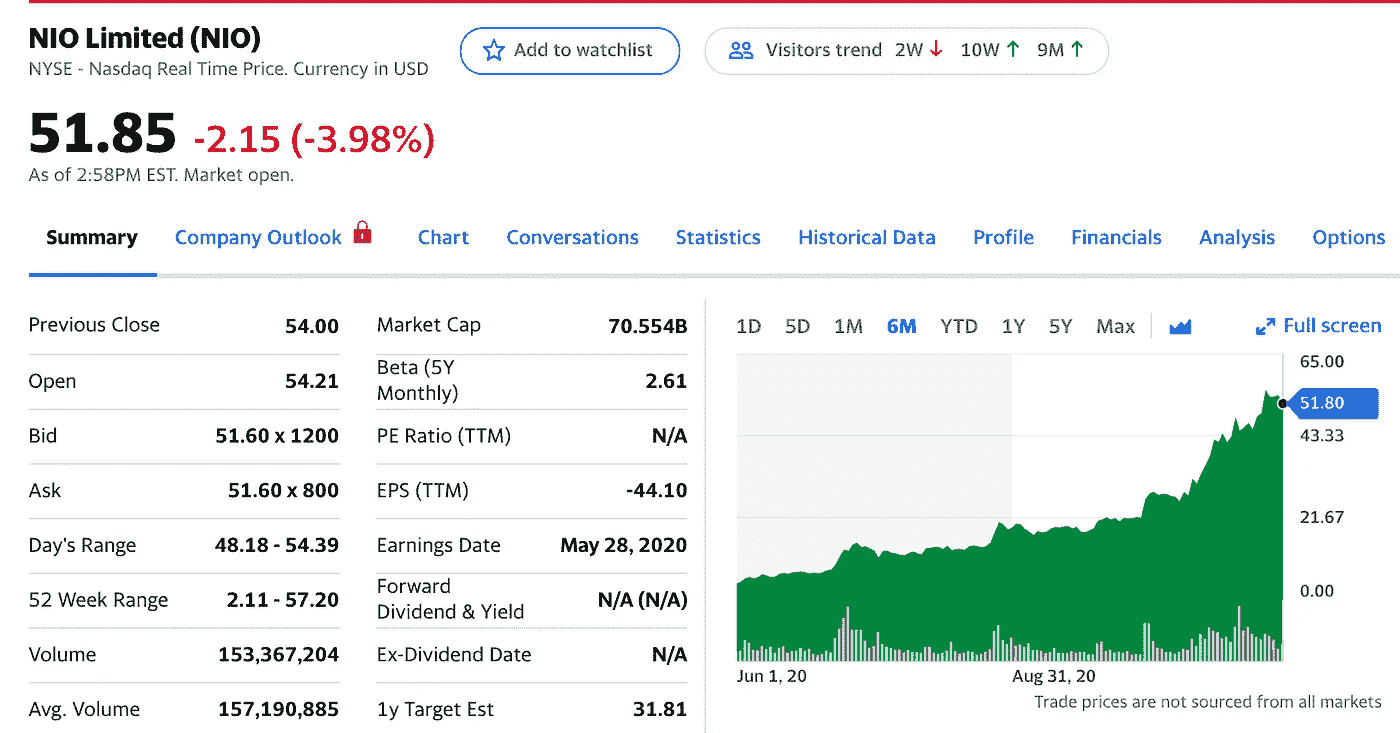 NIO Limited (NIO)
NYSE - Nasdaq Real Time Price. Currency in USD
Add to watchlist
Visitors trend 2W 10W 9M
51.85 -2.15 (-3.98%)
As of 2:58PM EST. Market open.
Summary Company Outlook Chart Conversations Statistics Historical Data Profile Financials Analysis Options
Previous Close 54.00
Open 54.21
Bid 51.60 x 1200
Ask 51.60 x 800
Day's Range 48.18 - 54.39
52 Week Range 2.11 - 57.20
Volume 153,367,204
Avg. Volume 157,190,885
Market Cap 70.554B
Beta (5Y
Monthly) 2.61
PE Ratio (TTM) N/A
EPS (TTM) -44.10
Earnings Date May 28, 2020
Forward
Dividend & Yield N/A (N/A)
Ex-Dividend Date N/A
1y Target Est 31.81
1D 5D 1M 6M YTD 1Y 5Y Max Full screen
65.00
51.80
43.33
21.67
0.00
Jun 1, 20 Aug 31, 20
Trade prices are not sourced from all markets